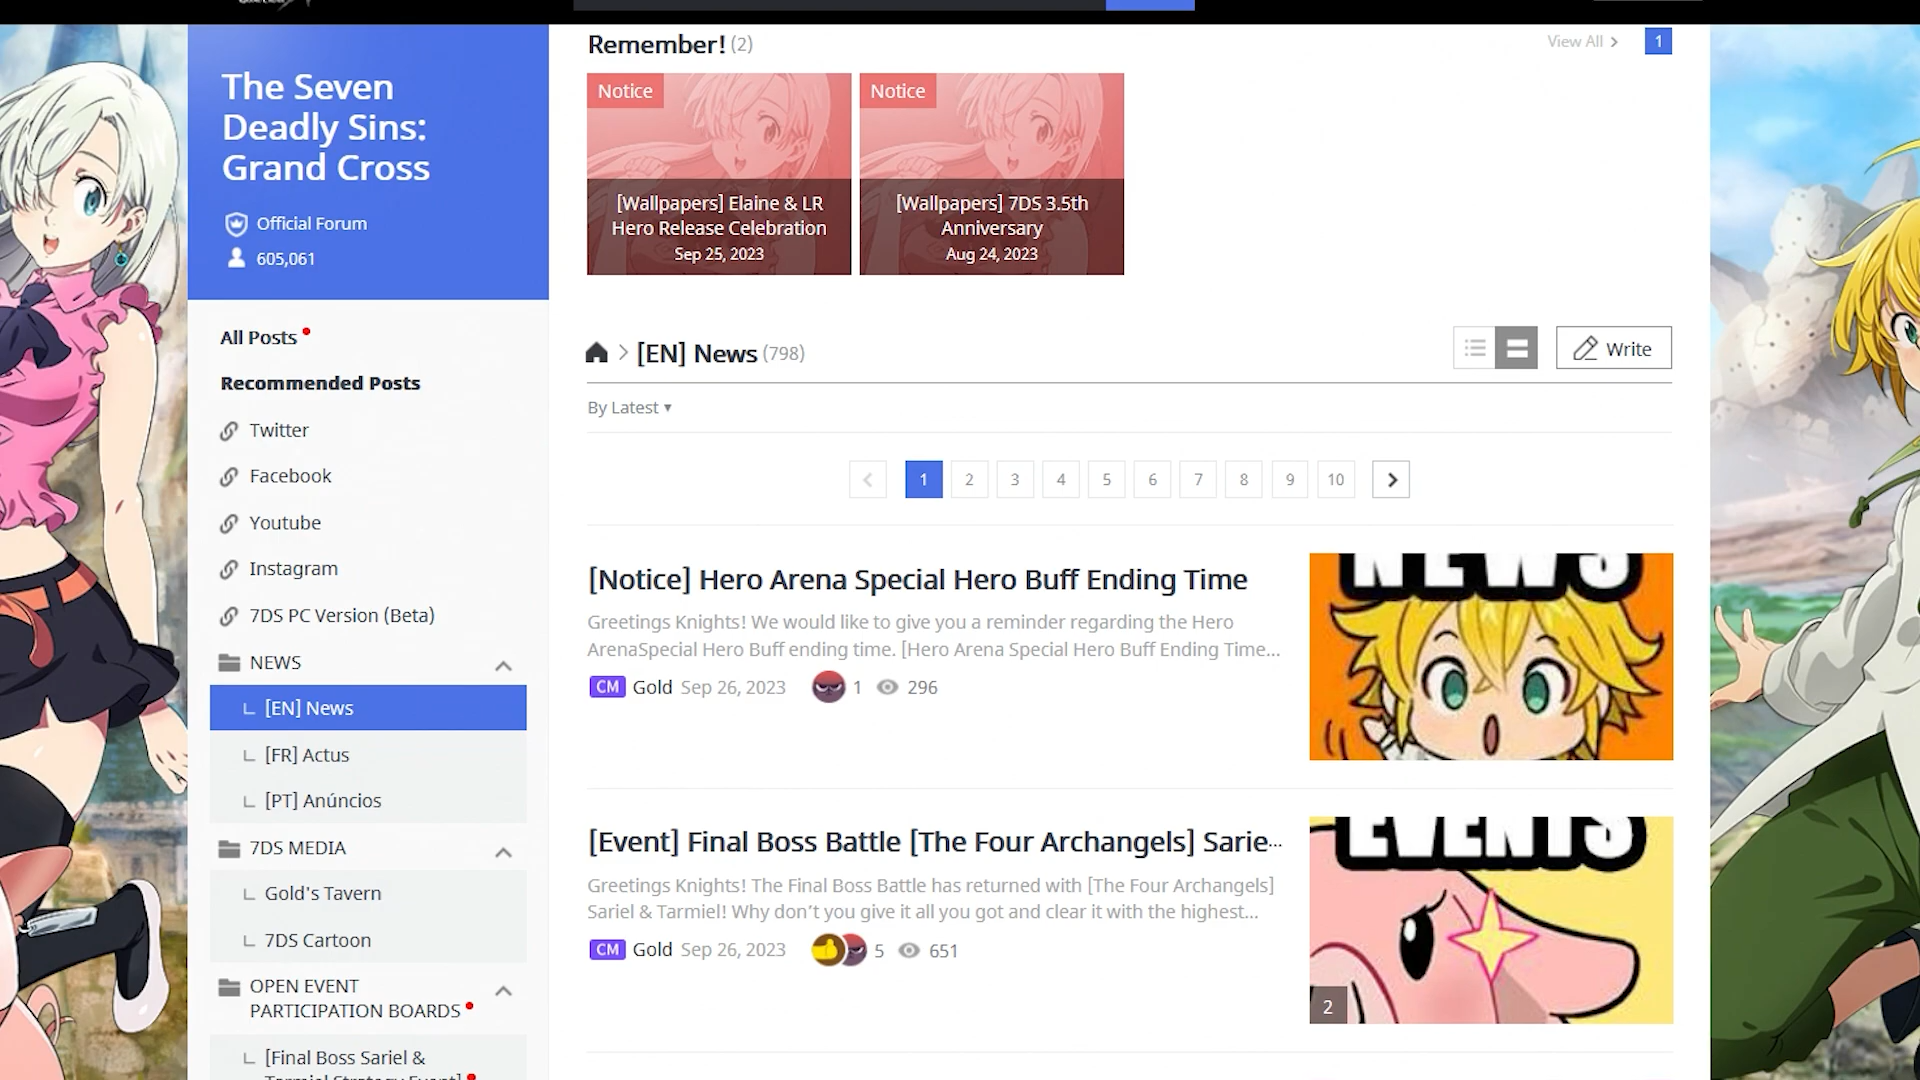 The Seven
Deadly Sins:
Grand Cross
Official Forum
605,061
All Posts
Recommended Posts
Twitter
Facebook
Youtube
Instagram
7DS PC Version (Beta)
NEWS
[EN] News
[FR] Actus
[PT] Anúncios
7DS MEDIA
Gold's Tavern
7DS Cartoon
OPEN EVENT
PARTICIPATION BOARDS
[Final Boss Sariel &
Remember! (2)
View All
1
Notice
[Wallpapers] Elaine & LR
Hero Release Celebration
Sep 25, 2023
Notice
[Wallpapers] 7DS 3.5th
Anniversary
Aug 24, 2023
[EN] News (798)
Write
By Latest
1 2 3 4 5 6 7 8 9 10
[Notice] Hero Arena Special Hero Buff Ending Time
Greetings Knights! We would like to give you a reminder regarding the Hero
ArenaSpecial Hero Buff ending time. [Hero Arena Special Hero Buff Ending Time...
CM Gold Sep 26, 2023 1 296
NEWS
[Event] Final Boss Battle [The Four Archangels] Sarie...
Greetings Knights! The Final Boss Battle has returned with [The Four Archangels]
Sariel & Tarmiel! Why don’t you give it all you got and clear it with the highest...
CM Gold Sep 26, 2023 5 651
EVENTS
2